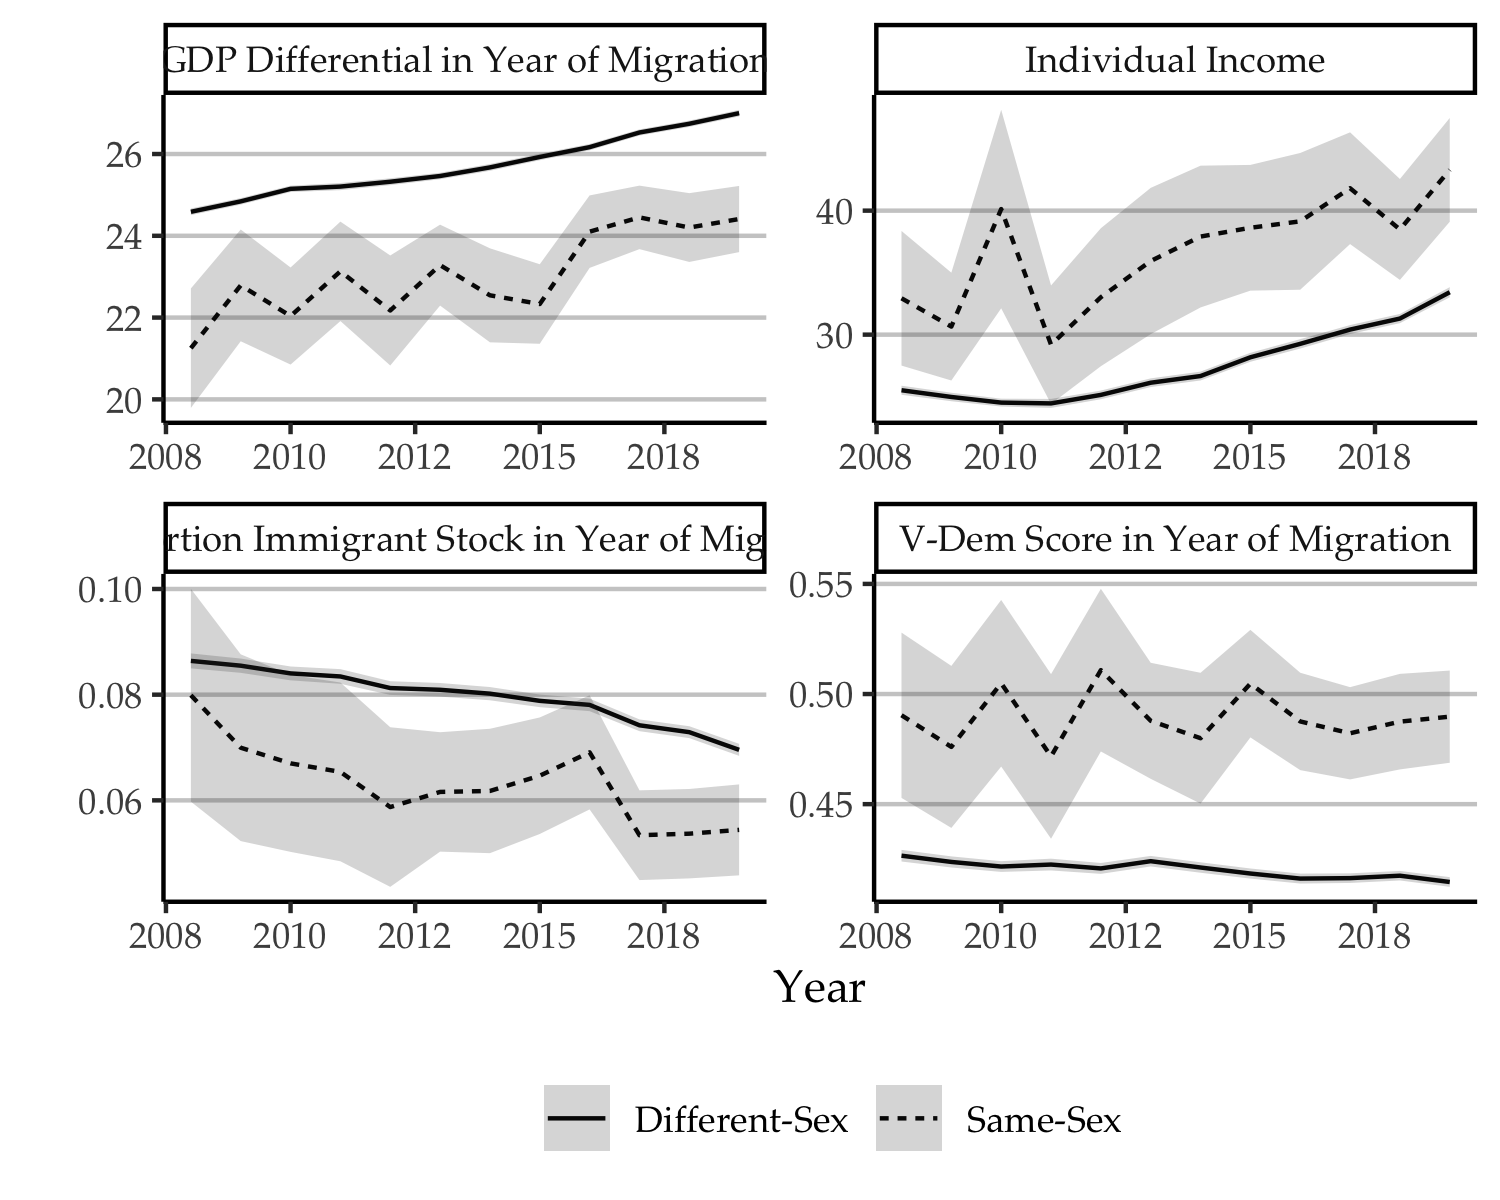 GDP Differential in Year of Migration
26
24
22
20
2008 2010 2012 2015 2018
Individual Income
40
30
2008 2010 2012 2015 2018
rtion Immigrant Stock in Year of Mig
0.10
0.08
0.06
2008 2010 2012 2015 2018
V-Dem Score in Year of Migration
0.55
0.50
0.45
2008 2010 2012 2015 2018
Year
Different-Sex Same-Sex